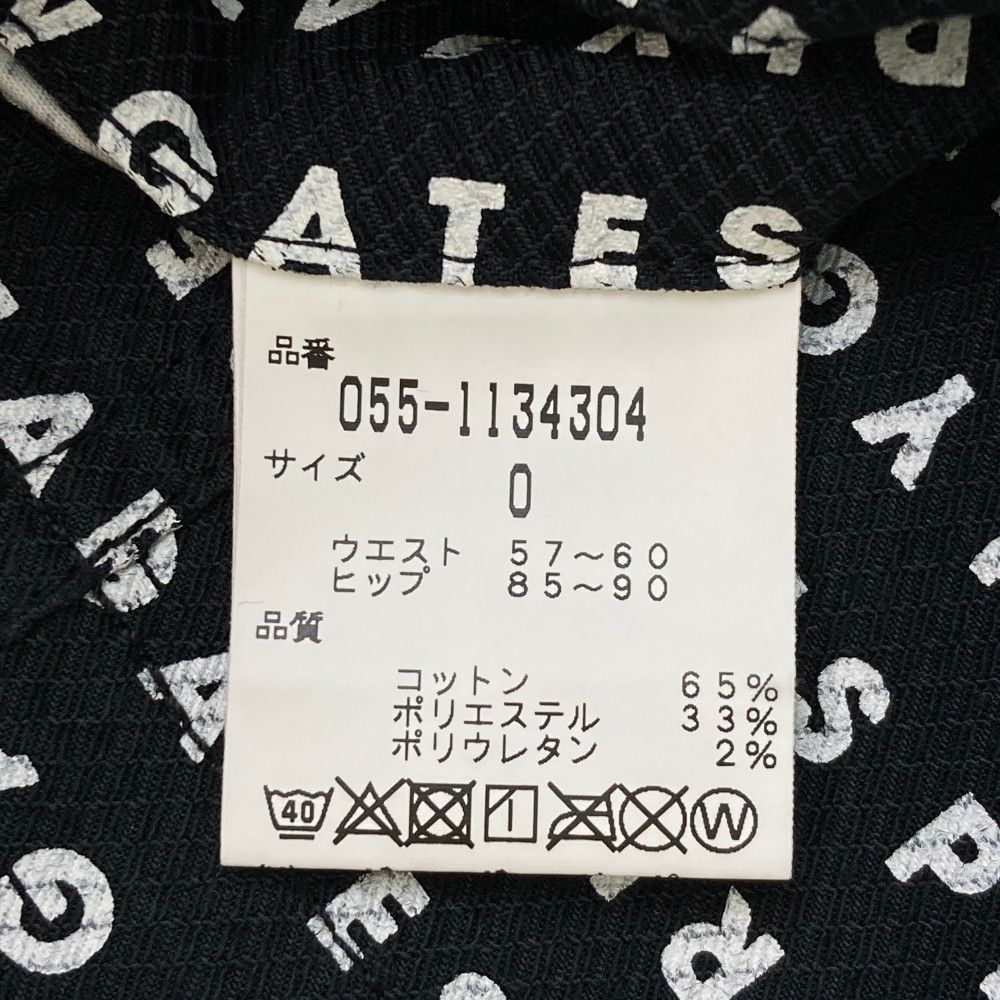 ATES
品番
055-1134304
サイズ
0
ウエスト 57〜60
ヒップ 85〜90
品質
コットン 65%
ポリエステル 33%
ポリウレタン 2%
40
W